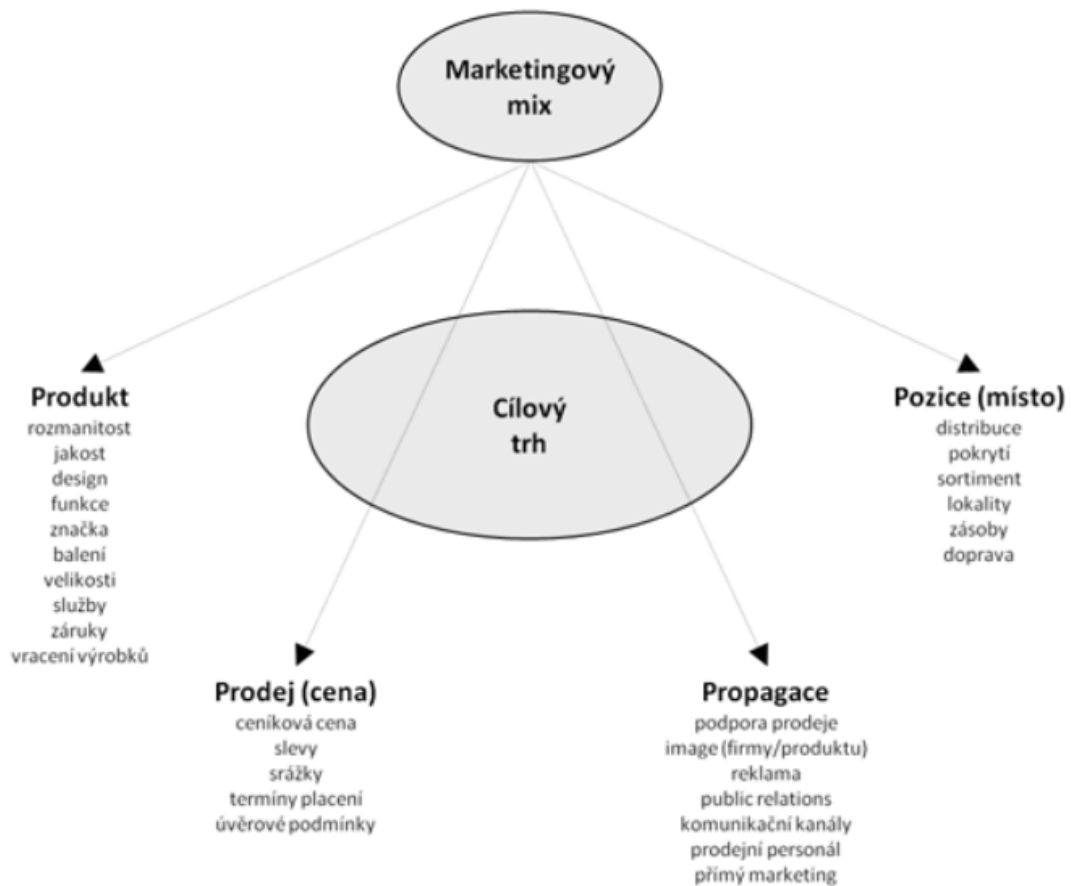 Marketingový
mix
Cílový
trh
Produkt
rozmanitost
jakost
design
funkce
značka
balení
velikosti
služby
záruky
vracení výrobků
Prodej (cena)
ceníková cena
slevy
srážky
termíny placení
úvěrové podmínky
Propagace
podpora prodeje
image (firmy/produktu)
reklama
public relations
komunikační kanály
prodejní personál
přímý marketing
Pozice (místo)
distribuce
pokrytí
sortiment
lokality
zásoby
doprava